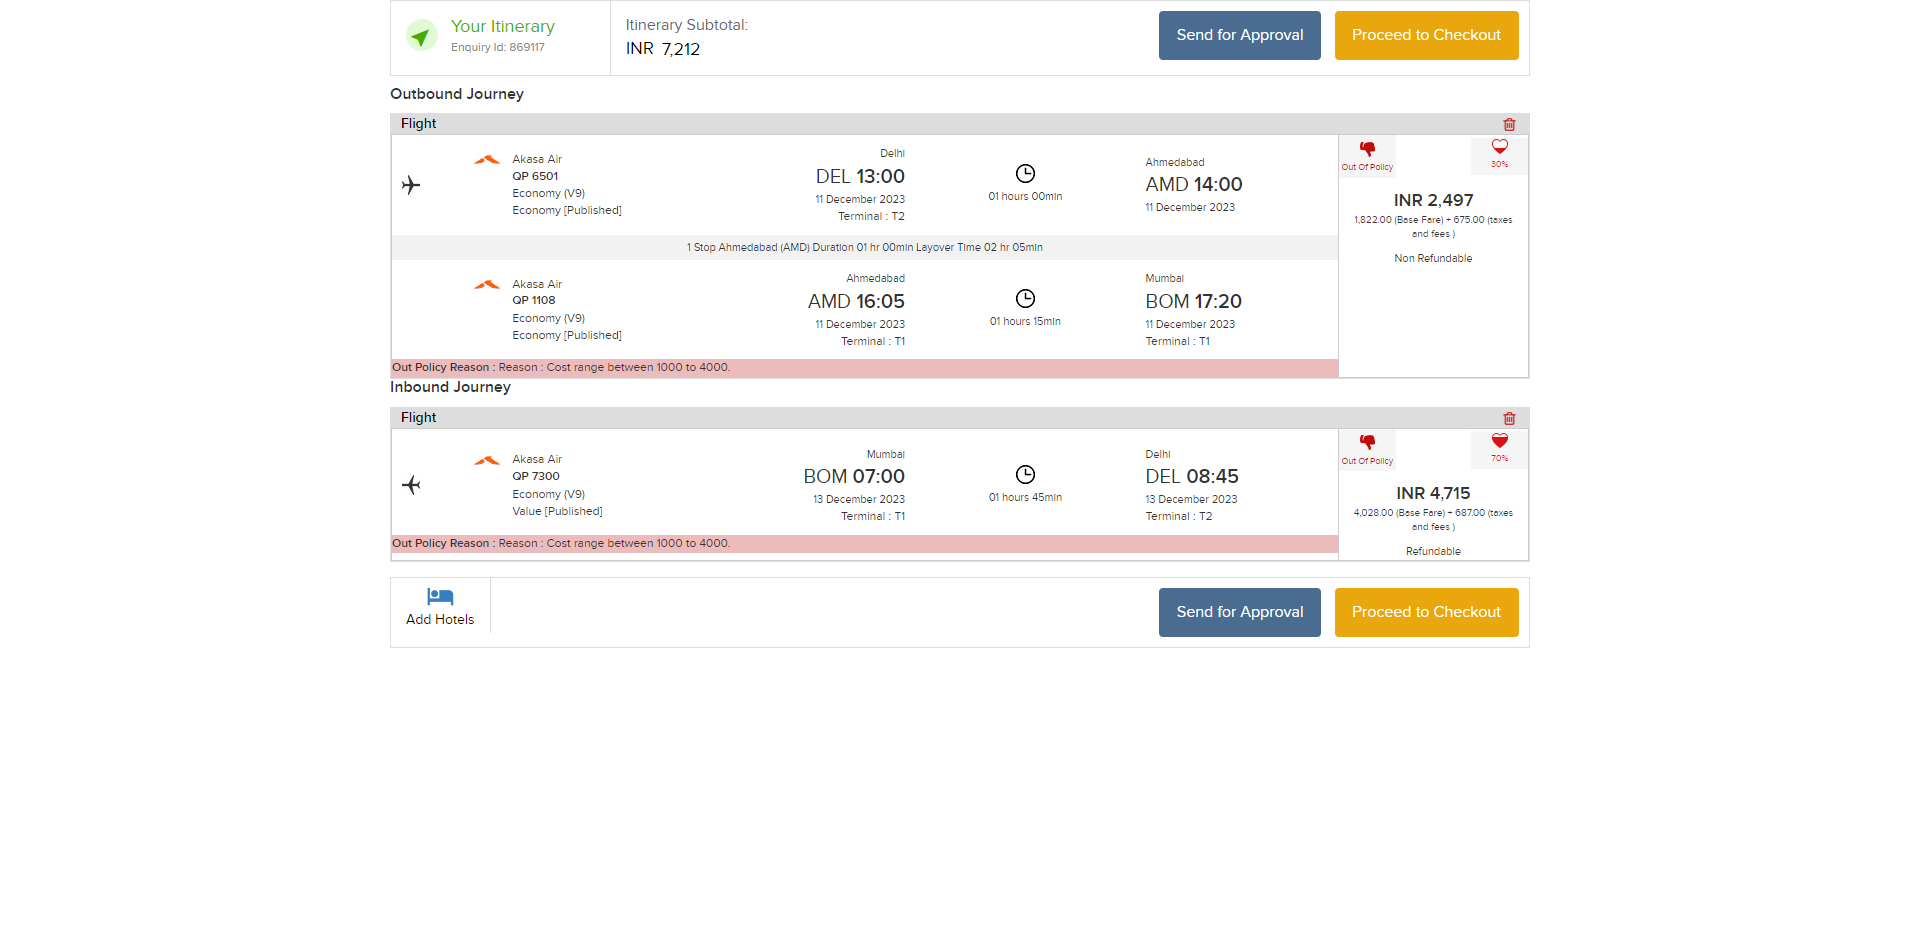 Your Itinerary
Enquiry Id: 869117
Itinerary Subtotal:
INR 7,212
Send for Approval
Proceed to Checkout
Outbound Journey
Flight
Akasa Air
QP 6501
Economy (V9)
Economy [Published]
Delhi
DEL 13:00
11 December 2023
Terminal : T2
01 hours 00min
Ahmedabad
AMD 14:00
11 December 2023
Out Of Policy
30%
INR 2,497
1,822.00 (Base Fare) + 675.00 (taxes
and fees )
Non Refundable
1 Stop Ahmedabad (AMD) Duration 01 hr 00min Layover Time 02 hr 05min
Akasa Air
QP 1108
Economy (V9)
Economy [Published]
Ahmedabad
AMD 16:05
11 December 2023
Terminal : T1
01 hours 15min
Mumbai
BOM 17:20
11 December 2023
Terminal : T1
Out Policy Reason : Reason : Cost range between 1000 to 4000.
Inbound Journey
Flight
Akasa Air
QP 7300
Economy (V9)
Value [Published]
Mumbai
BOM 07:00
13 December 2023
Terminal : T1
01 hours 45min
Delhi
DEL 08:45
13 December 2023
Terminal : T2
Out Of Policy
70%
INR 4,715
4,028.00 (Base Fare) + 687.00 (taxes
and fees )
Refundable
Out Policy Reason : Reason : Cost range between 1000 to 4000.
Add Hotels
Send for Approval
Proceed to Checkout